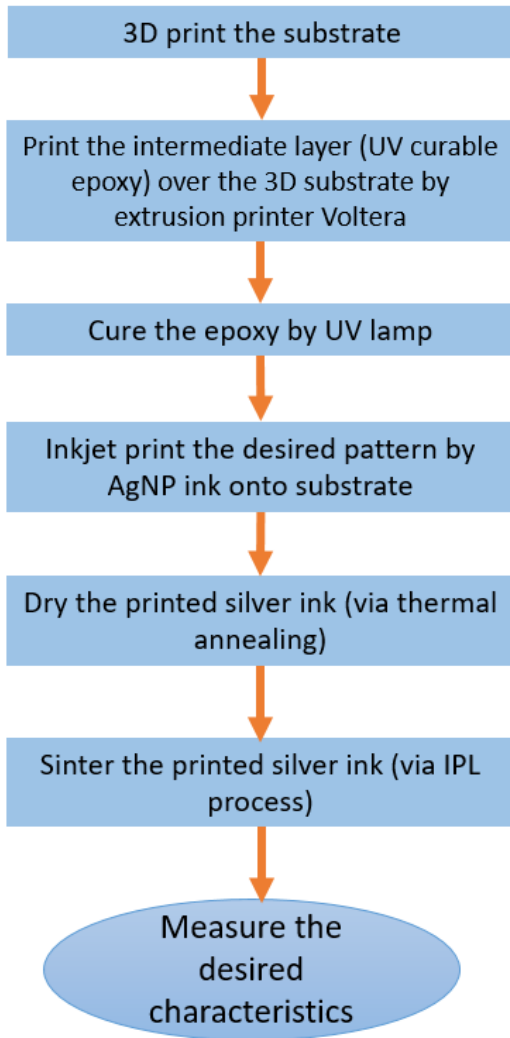 3D print the substrate
Print the intermediate layer (UV curable
epoxy) over the 3D substrate by
extrusion printer Voltera
Cure the epoxy by UV lamp
Inkjet print the desired pattern by
AgNP ink onto substrate
Dry the printed silver ink (via thermal
annealing)
Sinter the printed silver ink (via IPL
process)
Measure the
desired
characteristics